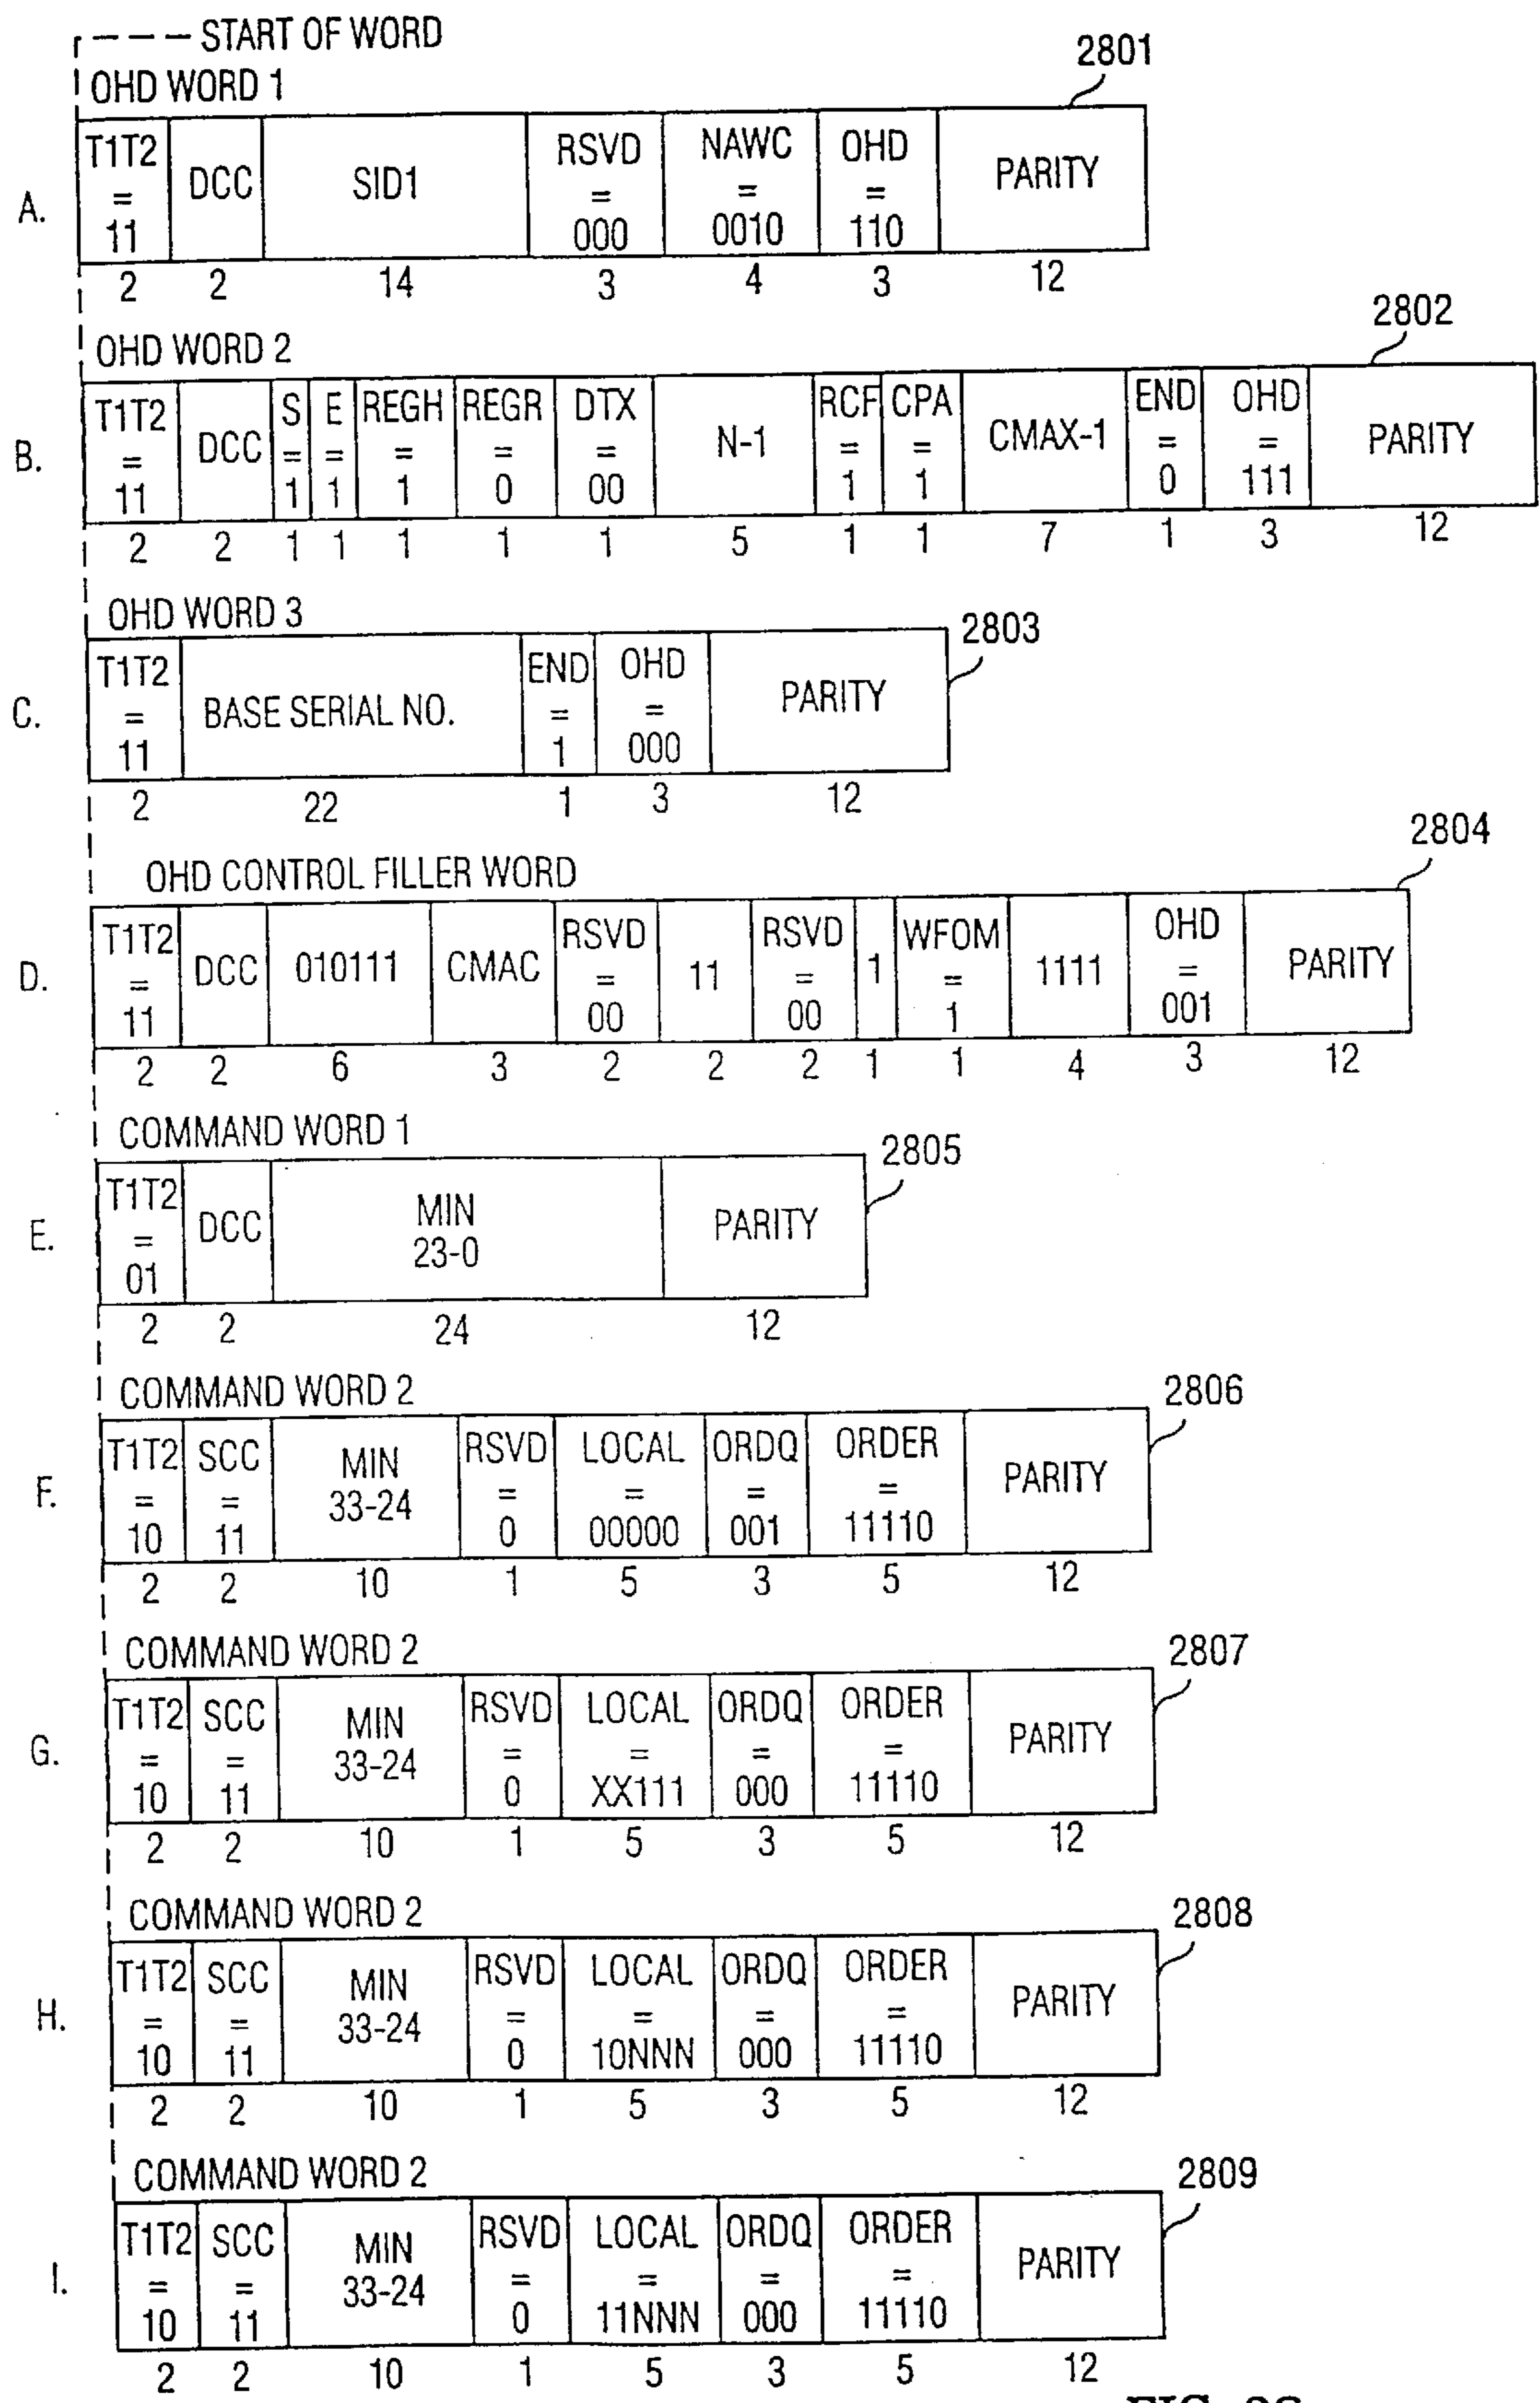 START OF WORD
OHD WORD 1
2801
A.
T1T2 = 11 DCC SID1 RSVD = 000 NAWC = 0010 OHD = 110 PARITY
2 2 14 3 4 3 12
OHD WORD 2
2802
B.
T1T2 = 11 DCC S = 1 E = 1 REGH = 1 REGR = 0 DTX = 00 N-1 RCF = 1 CPA = 1 CMAX-1 END = 0 OHD = 111 PARITY
2 2 1 1 1 1 1 5 1 1 7 1 3 12
OHD WORD 3
2803
C.
T1T2 = 11 BASE SERIAL NO. END = 1 OHD = 000 PARITY
2 22 1 3 12
OHD CONTROL FILLER WORD
2804
D.
T1T2 = 11 DCC 010111 CMAC RSVD = 00 11 RSVD = 00 1 WFOM = 1 1111 OHD = 001 PARITY
2 2 6 3 2 2 2 1 1 4 3 12
COMMAND WORD 1
2805
E.
T1T2 = 01 DCC MIN 23-0 PARITY
2 2 24 12
COMMAND WORD 2
2806
F.
T1T2 = 10 SCC = 11 MIN 33-24 RSVD = 0 LOCAL = 00000 ORDQ = 001 ORDER = 11110 PARITY
2 2 10 1 5 3 5 12
COMMAND WORD 2
2807
G.
T1T2 = 10 SCC = 11 MIN 33-24 RSVD = 0 LOCAL = XX111 ORDQ = 000 ORDER = 11110 PARITY
2 2 10 1 5 3 5 12
COMMAND WORD 2
2808
H.
T1T2 = 10 SCC = 11 MIN 33-24 RSVD = 0 LOCAL = 10NNN ORDQ = 000 ORDER = 11110 PARITY
2 2 10 1 5 3 5 12
COMMAND WORD 2
2809
I.
T1T2 = 10 SCC = 11 MIN 33-24 RSVD = 0 LOCAL = 11NNN ORDQ = 000 ORDER = 11110 PARITY
2 2 10 1 5 3 5 12